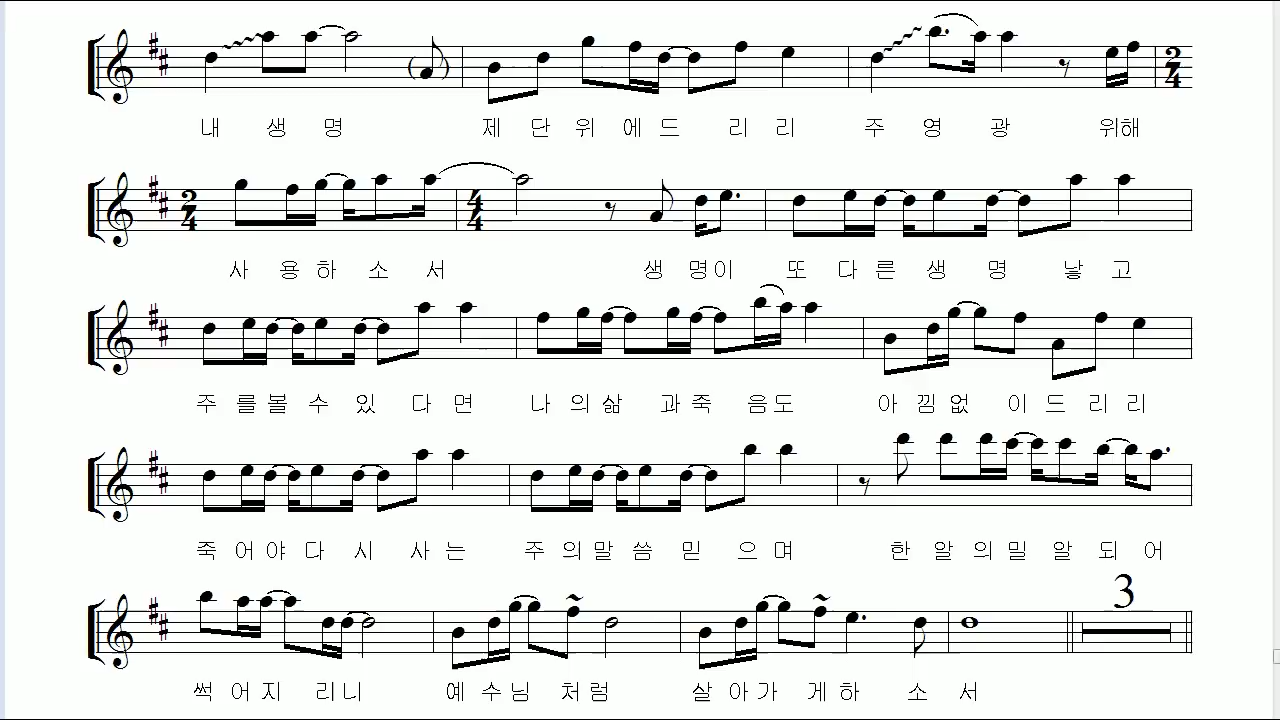 내 생 명 제 단 위 에 드 리 리 주 영 광 위해
사 용 하 소 서 생 명 이 또 다 른 생 명 낳 고
주 를 볼 수 있 다 면 나 의 삶 과 죽 음 도 아 낌 없 이 드 리 리
죽 어 야 다 시 사 는 주 의 말 씀 믿 으 며 한 알 의 밀 알 되 어
3
썩 어 지 리 니 예 수 님 처 럼 살 아 가 게 하 소 서